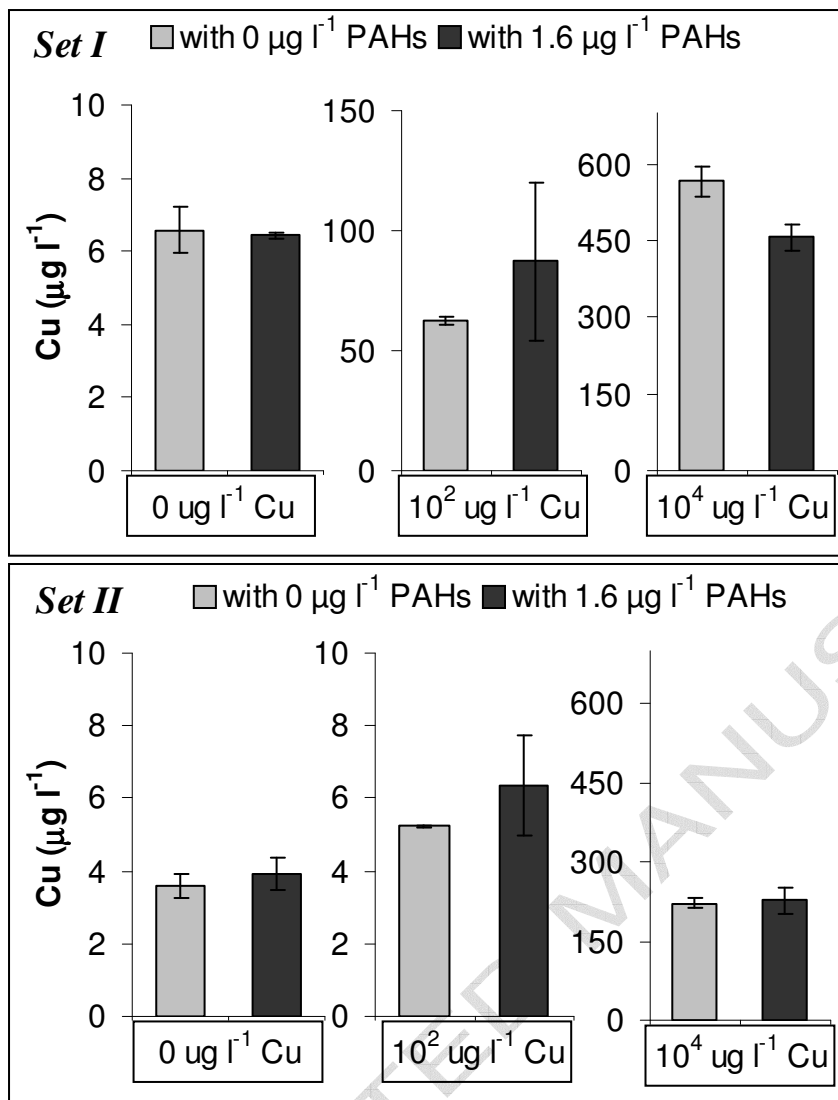 Set I with 0 µg l-1 PAHs with 1.6 µg l-1 PAHs
Cu (µg l-1)
10
8
6
4
2
0
0 ug l-1 Cu
150
100
50
0
10² ug l-1 Cu
600
450
300
150
0
10⁴ ug l-1 Cu
Set II with 0 µg l-1 PAHs with 1.6 µg l-1 PAHs
Cu (µg l-1)
10
8
6
4
2
0
0 ug l-1 Cu
10
8
6
4
2
0
10² ug l-1 Cu
600
450
300
150
0
10⁴ ug l-1 Cu
TED MANUS